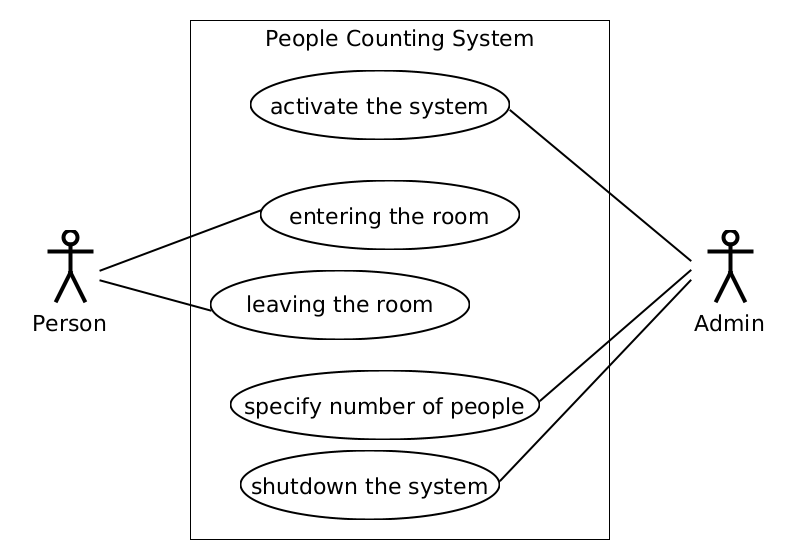 People Counting System
activate the system
entering the room
leaving the room
Person
Admin
specify number of people
shutdown the system